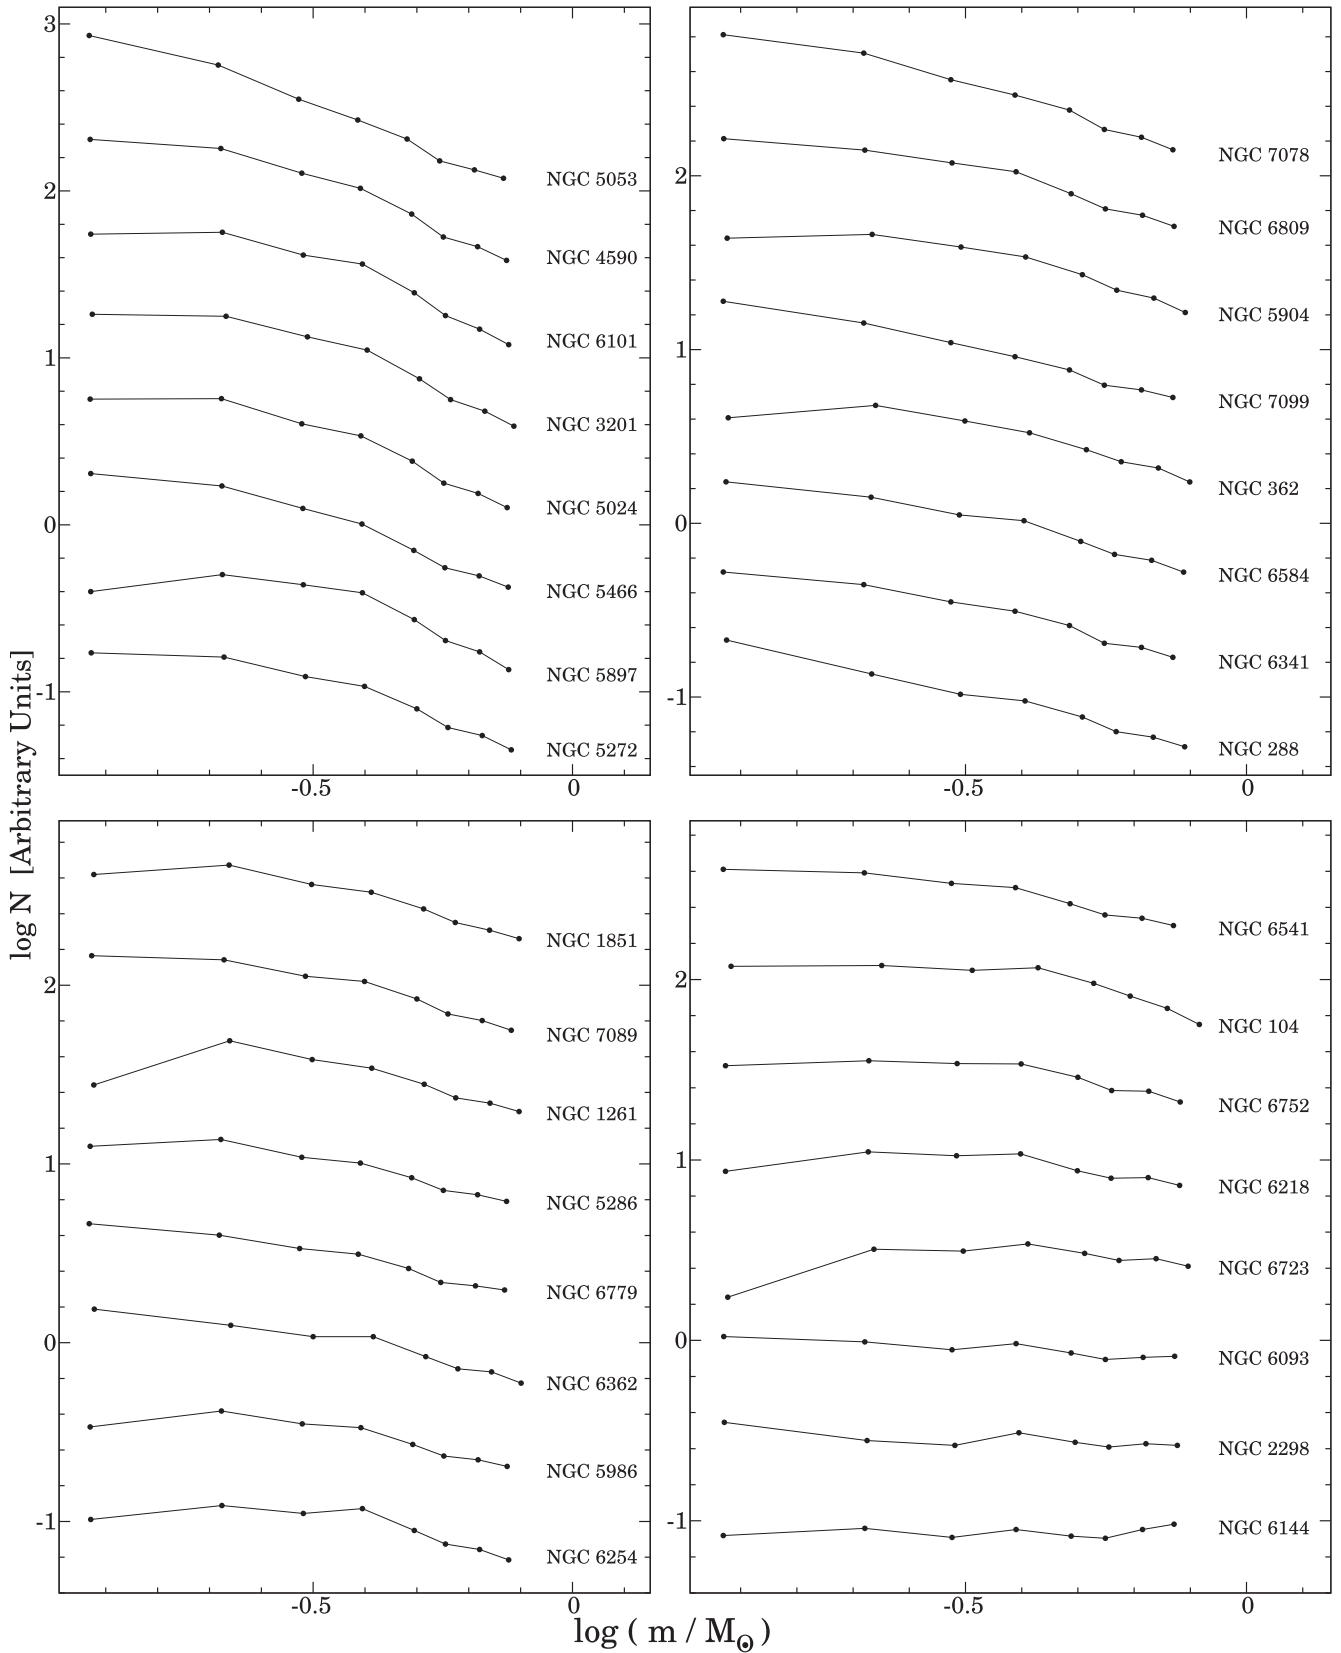 3
2
1
0
-1
-0.5
0
NGC 5053
NGC 4590
NGC 6101
NGC 3201
NGC 5024
NGC 5466
NGC 5897
NGC 5272
2
1
0
-1
-0.5
0
NGC 7078
NGC 6809
NGC 5904
NGC 7099
NGC 362
NGC 6584
NGC 6341
NGC 288
log N [Arbitrary Units]
2
1
0
-1
-0.5
0
NGC 1851
NGC 7089
NGC 1261
NGC 5286
NGC 6779
NGC 6362
NGC 5986
NGC 6254
2
1
0
-1
-0.5
0
NGC 6541
NGC 104
NGC 6752
NGC 6218
NGC 6723
NGC 6093
NGC 2298
NGC 6144
log ( m / M⊙ )